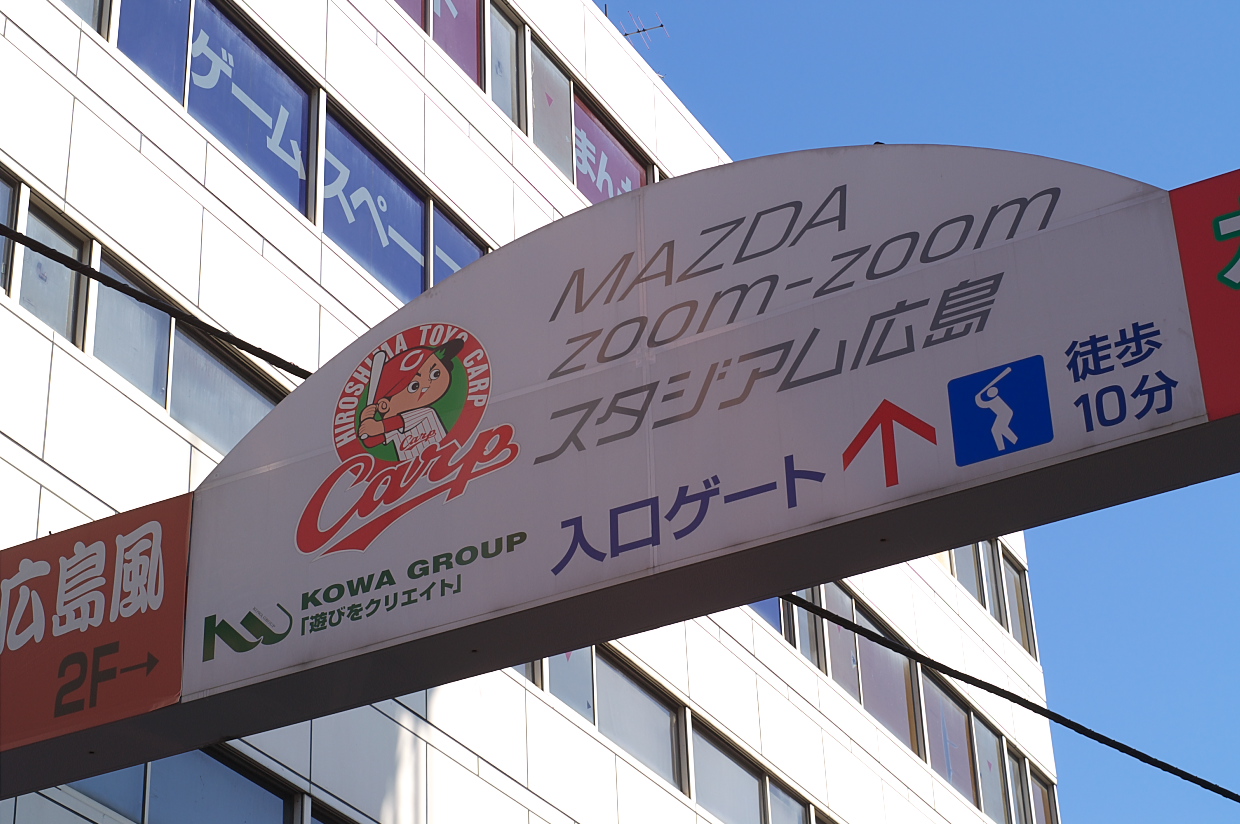 ゲームスペー
まん
MAZDA
zoom-zoom
スタジアム広島
HIROSHIMA TOYO CARP
Carp
Carp
入口ゲート
徒歩
10分
KOWA GROUP
「遊びをクリエイト」
広島風
2F→